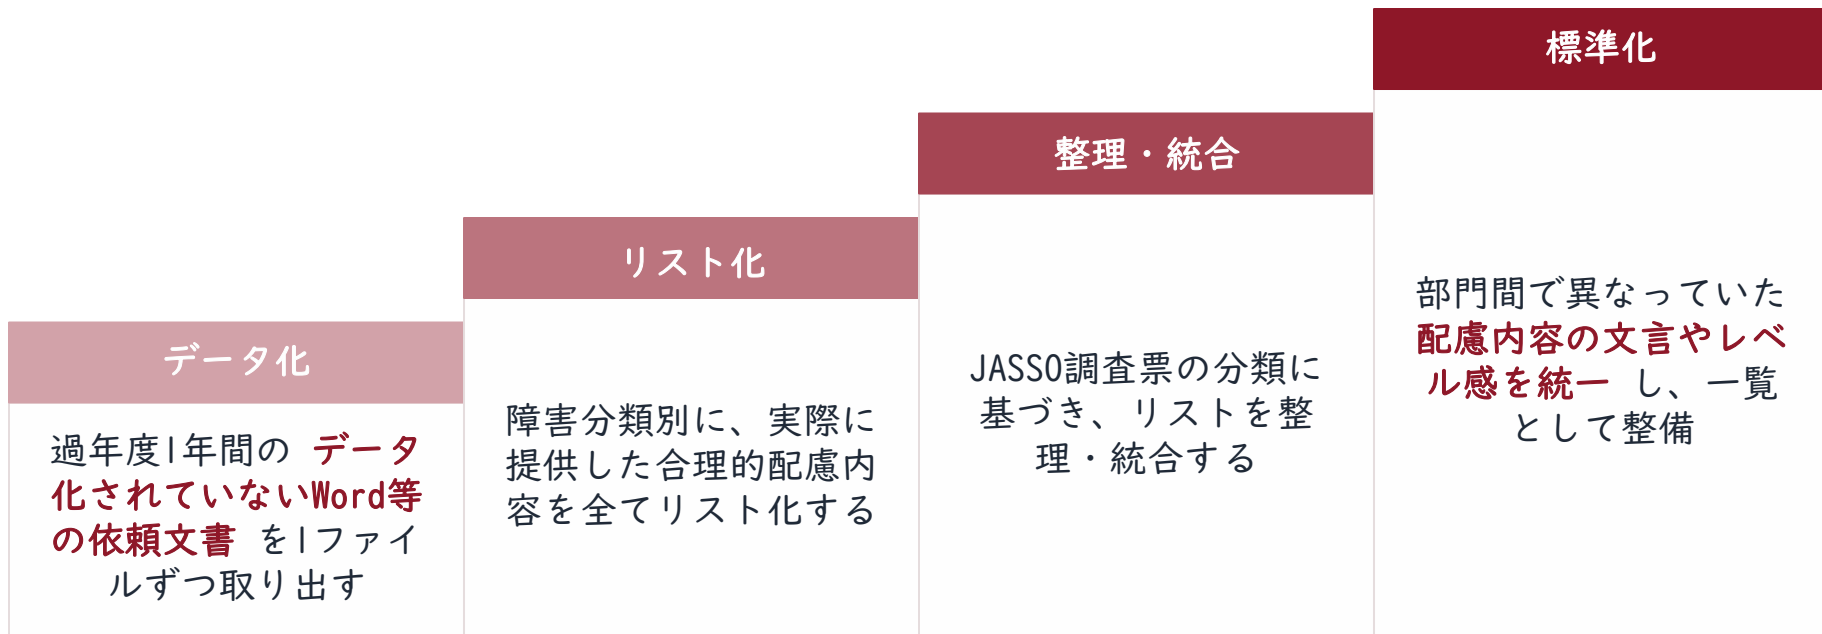 データ化
過年度1年間の データ
化されていないWord等
の依頼文書 を1ファイ
ルずつ取り出す
リスト化
障害分類別に、実際に
提供した合理的配慮内
容を全てリスト化する
整理・統合
JASSO調査票の分類に
基づき、リストを整
理・統合する
標準化
部門間で異なっていた
配慮内容の文言やレベ
ル感を統一 し、一覧
として整備